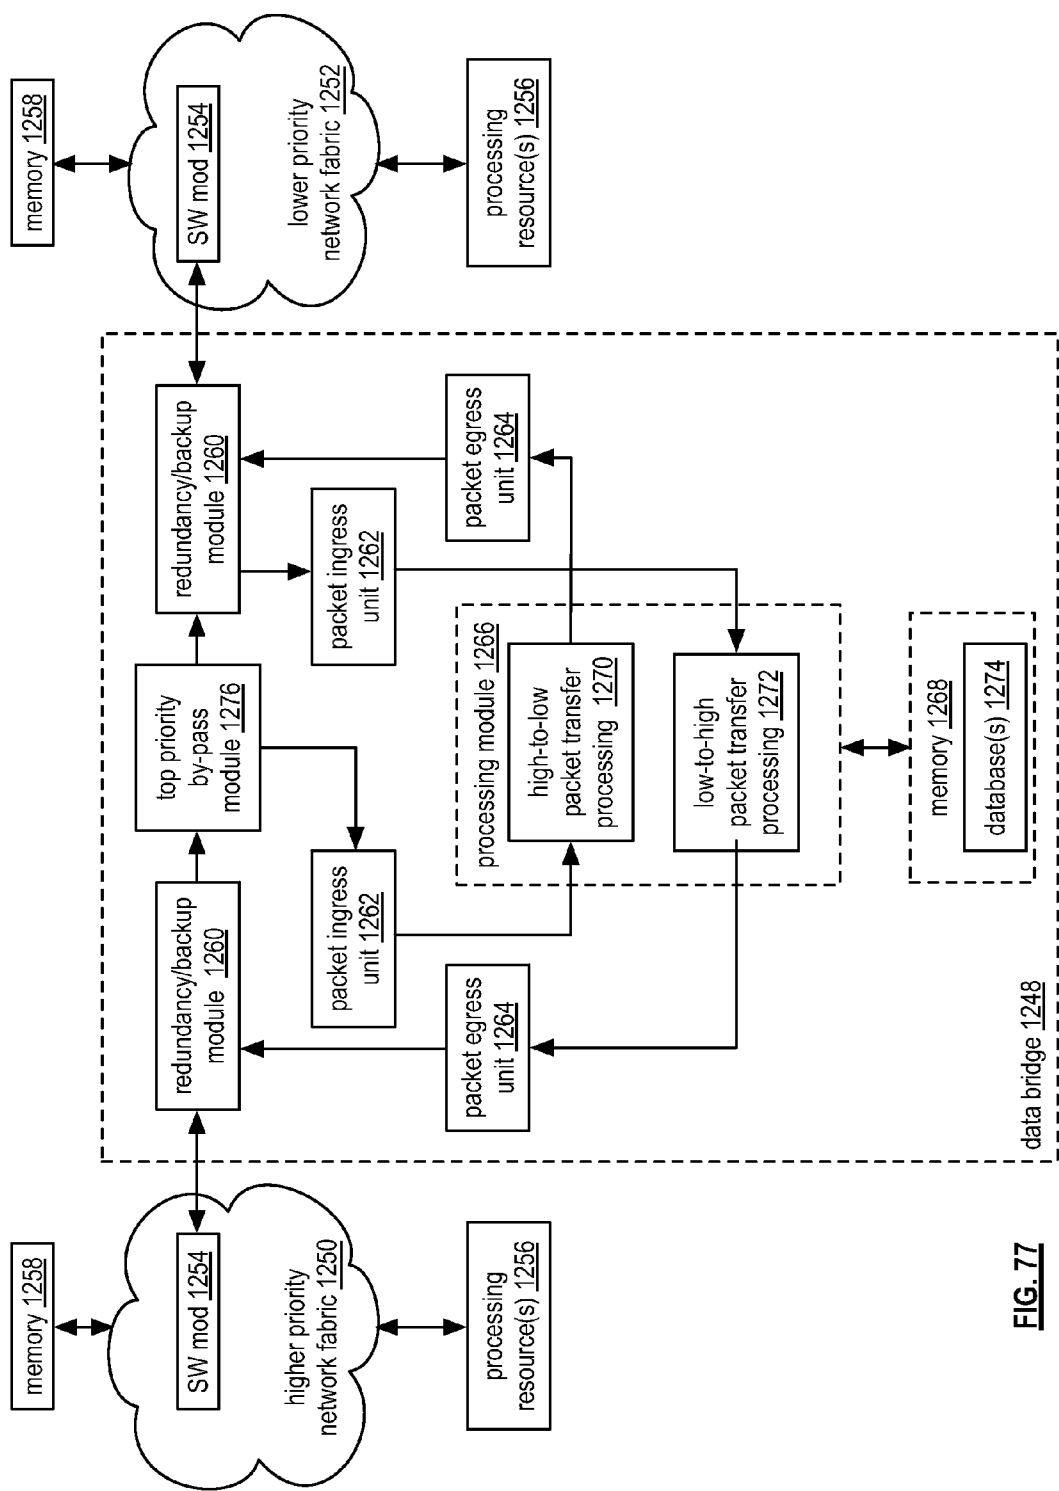 memory 1258
SW mod 1254
higher priority
network fabric 1250
processing
resource(s) 1256
redundancy/backup
module 1260
top priority
by-pass
module 1276
redundancy/backup
module 1260
packet ingress
unit 1262
packet ingress
unit 1262
packet egress
unit 1264
packet egress
unit 1264
processing module 1266
high-to-low
packet transfer
processing 1270
low-to-high
packet transfer
processing 1272
memory 1268
database(s) 1274
data bridge 1248
memory 1258
SW mod 1254
lower priority
network fabric 1252
processing
resource(s) 1256
FIG. 77